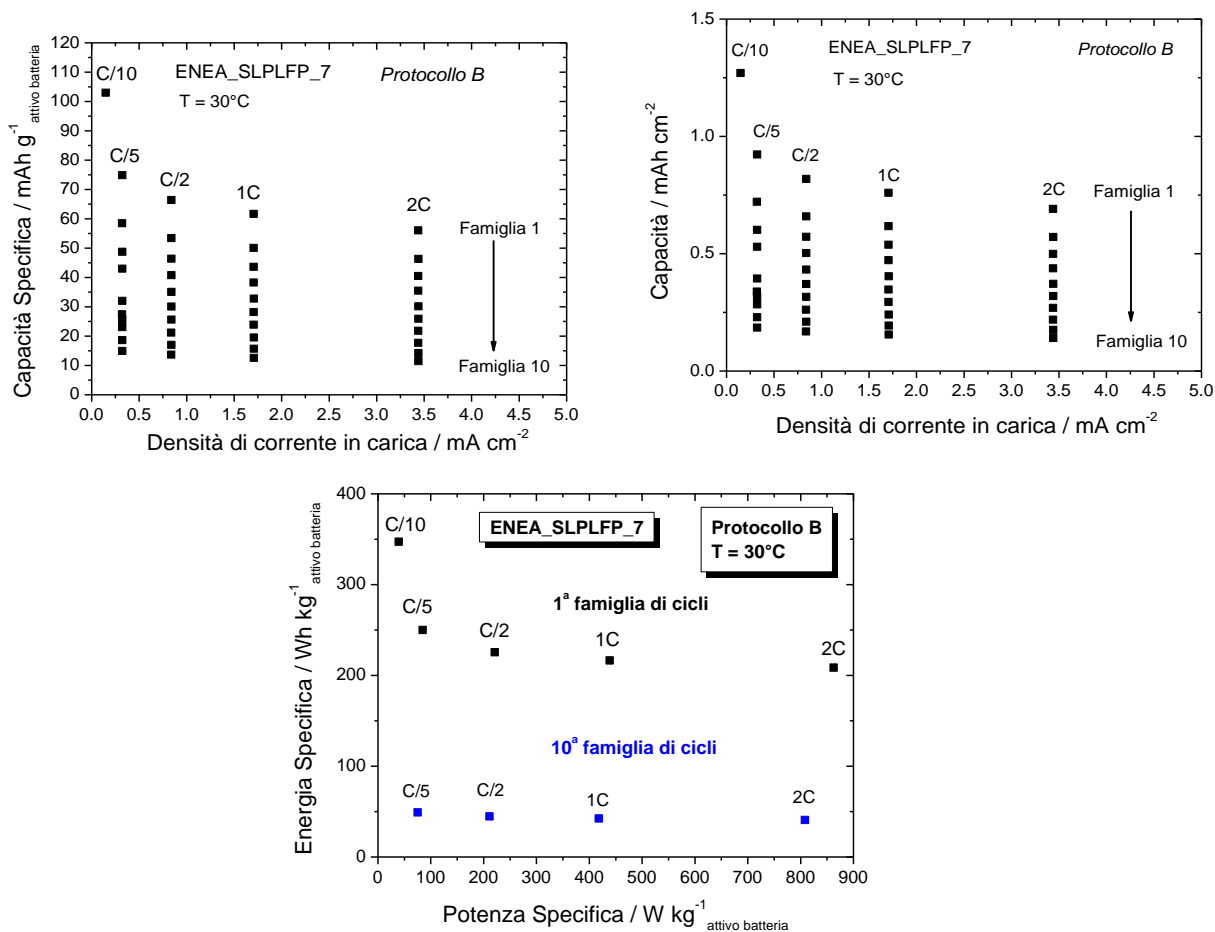 120
110
100
90
80
70
60
50
40
30
20
10
0
0.0 0.5 1.0 1.5 2.0 2.5 3.0 3.5 4.0 4.5 5.0
Capacità Specifica / mAh g-1 attivo batteria
Densità di corrente in carica / mA cm-2
C/10
ENEA_SLPLFP_7
Protocollo B
T = 30°C
C/5
C/2
1C
2C
Famiglia 1
Famiglia 10
1.5
1.0
0.5
0.0
0.0 0.5 1.0 1.5 2.0 2.5 3.0 3.5 4.0 4.5 5.0
Capacità / mAh cm-2
Densità di corrente in carica / mA cm-2
C/10
ENEA_SLPLFP_7
Protocollo B
T = 30°C
C/5
C/2
1C
2C
Famiglia 1
Famiglia 10
400
300
200
100
0
0 100 200 300 400 500 600 700 800 900
Energia Specifica / Wh kg-1 attivo batteria
Potenza Specifica / W kg-1 attivo batteria
C/10
ENEA_SLPLFP_7
Protocollo B
T = 30°C
C/5
C/2
1C
2C
1a famiglia di cicli
10a famiglia di cicli
C/5
C/2
1C
2C